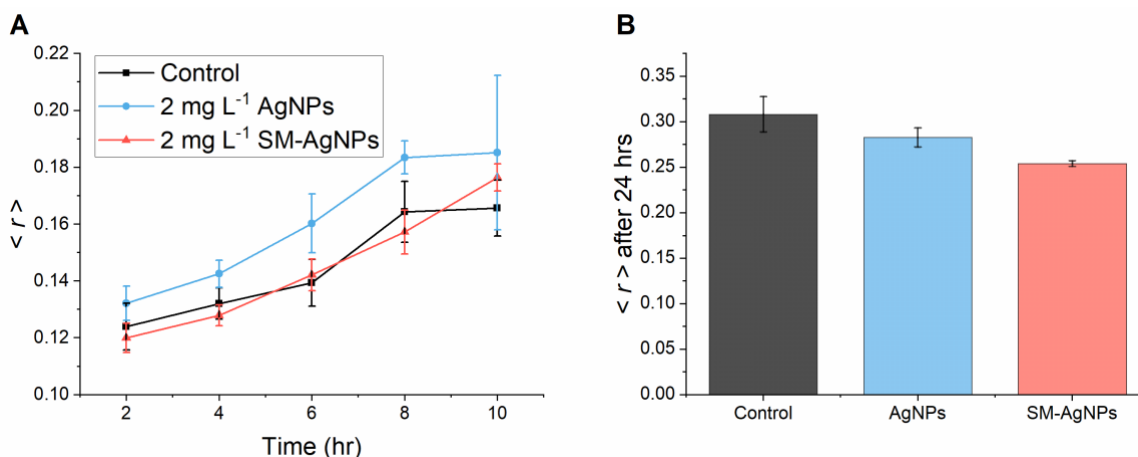 A
B
< r >
0.22
0.20
0.18
0.16
0.14
0.12
0.10
Control
2 mg L⁻¹ AgNPs
2 mg L⁻¹ SM-AgNPs
2 4 6 8 10
Time (hr)
< r > after 24 hrs
0.35
0.30
0.25
0.20
0.15
0.10
0.05
0.00
Control AgNPs SM-AgNPs